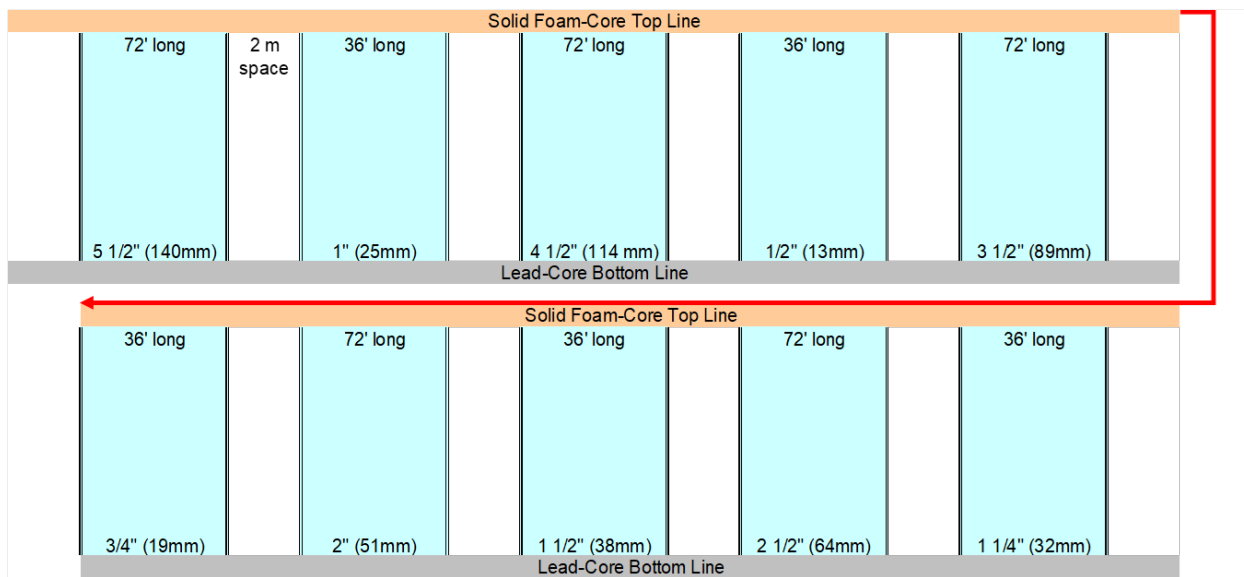 Solid Foam-Core Top Line
72' long
2 m
space
36' long
72' long
36' long
72' long
5 1/2" (140mm)
1" (25mm)
4 1/2" (114 mm)
1/2" (13mm)
3 1/2" (89mm)
Lead-Core Bottom Line
Solid Foam-Core Top Line
36' long
72' long
36' long
72' long
36' long
3/4" (19mm)
2" (51mm)
1 1/2" (38mm)
2 1/2" (64mm)
1 1/4" (32mm)
Lead-Core Bottom Line